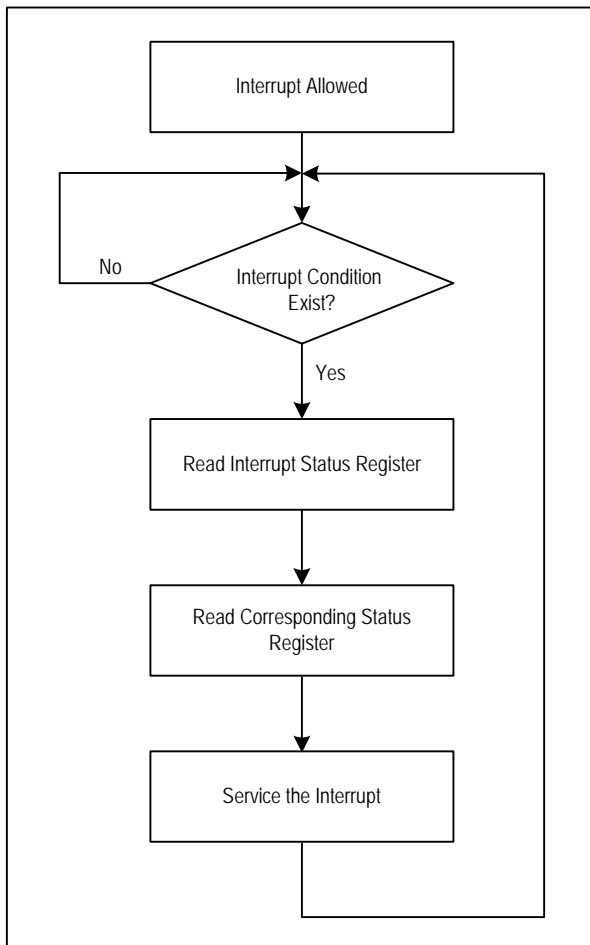 Interrupt Allowed
No
Interrupt Condition
Exist?
Yes
Read Interrupt Status Register
Read Corresponding Status
Register
Service the Interrupt